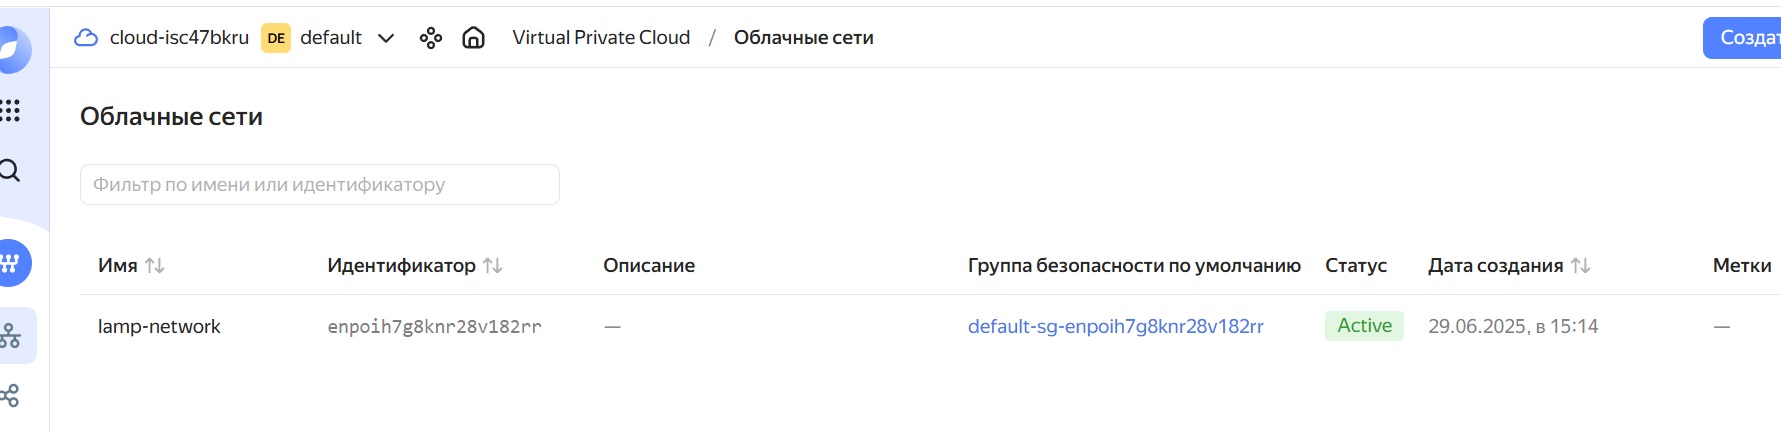 cloud-isc47bkru DE default Virtual Private Cloud / Облачные сети
Создат
Облачные сети
Фильтр по имени или идентификатору
Имя Идентификатор Описание Группа безопасности по умолчанию Статус Дата создания Метки
lamp-network enpoih7g8knr28v182rr — default-sg-enpoih7g8knr28v182rr Active 29.06.2025, в 15:14 —